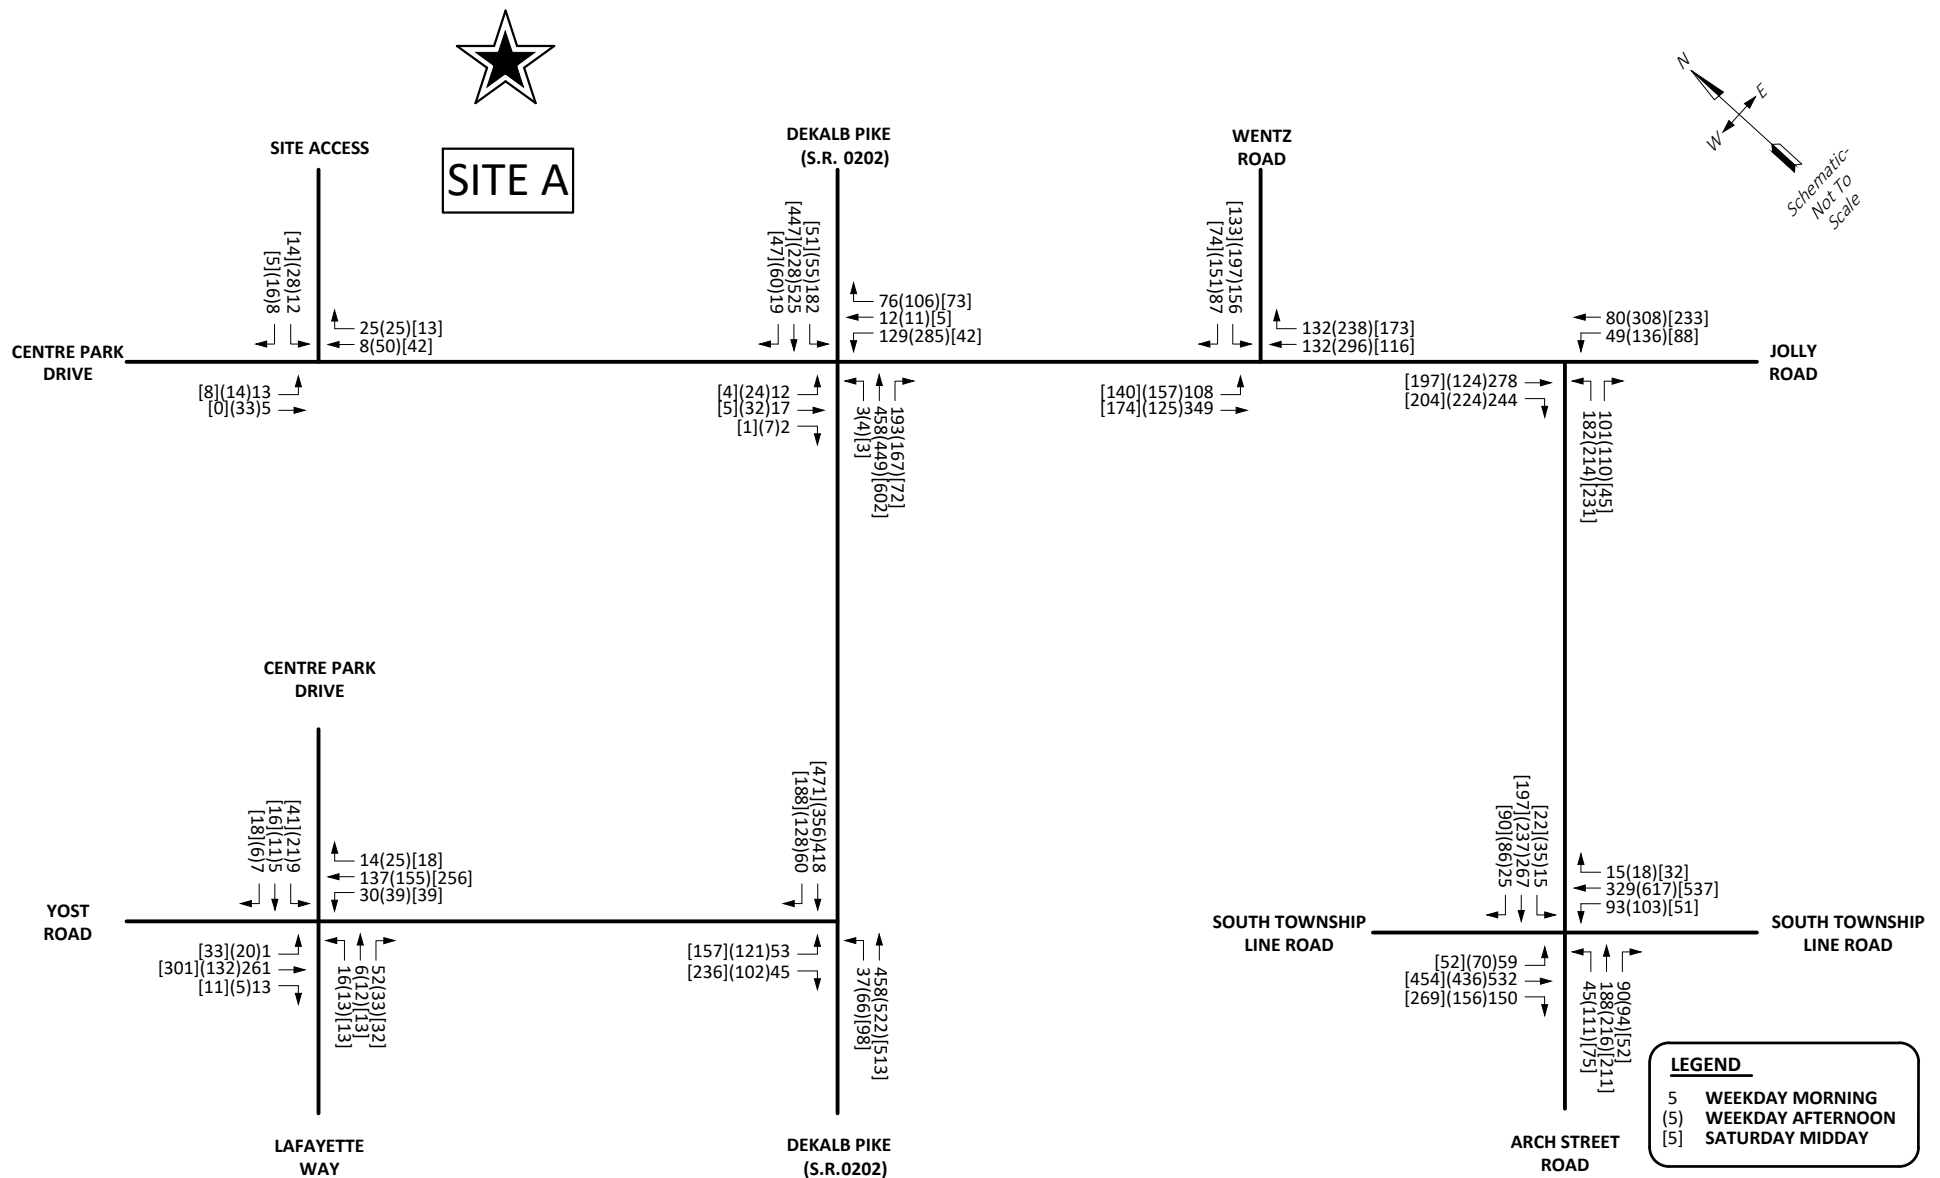 SITE A
N
E
W
Schematic-
Not To
Scale
SITE ACCESS
[14](28)12
[5](16)8
25(25)[13]
8(50)[42]
CENTRE PARK
DRIVE
[8](14)13
[0](33)5
DEKALB PIKE
(S.R. 0202)
[51](55)182
[447](228)525
[47](60)19
76(106)[73]
12(11)[5]
129(285)[42]
[4](24)12
[5](32)17
[1](7)2
193(167)[72]
458(449)[602]
3(4)[3]
WENTZ
ROAD
[133](197)156
[74](151)87
132(238)[173]
132(296)[116]
[140](157)108
[174](125)349
80(308)[233]
49(136)[88]
JOLLY
ROAD
[197](124)278
[204](224)244
101(110)[45]
182(214)[231]
CENTRE PARK
DRIVE
[41](21)9
[16](11)5
[18](6)7
14(25)[18]
137(155)[256]
30(39)[39]
YOST
ROAD
[33](20)1
[301](132)261
[11](5)13
52(33)[32]
6(12)[13]
16(13)[13]
LAFAYETTE
WAY
[471](356)418
[188](128)60
[157](121)53
[236](102)45
458(522)[513]
37(66)[98]
DEKALB PIKE
(S.R.0202)
[22](35)15
[197](237)267
[90](86)25
15(18)[32]
329(617)[537]
93(103)[51]
SOUTH TOWNSHIP
LINE ROAD
SOUTH TOWNSHIP
LINE ROAD
[52](70)59
[454](436)532
[269](156)150
90(94)[52]
188(216)[211]
45(111)[75]
ARCH STREET
ROAD
LEGEND
5 WEEKDAY MORNING
(5) WEEKDAY AFTERNOON
[5] SATURDAY MIDDAY